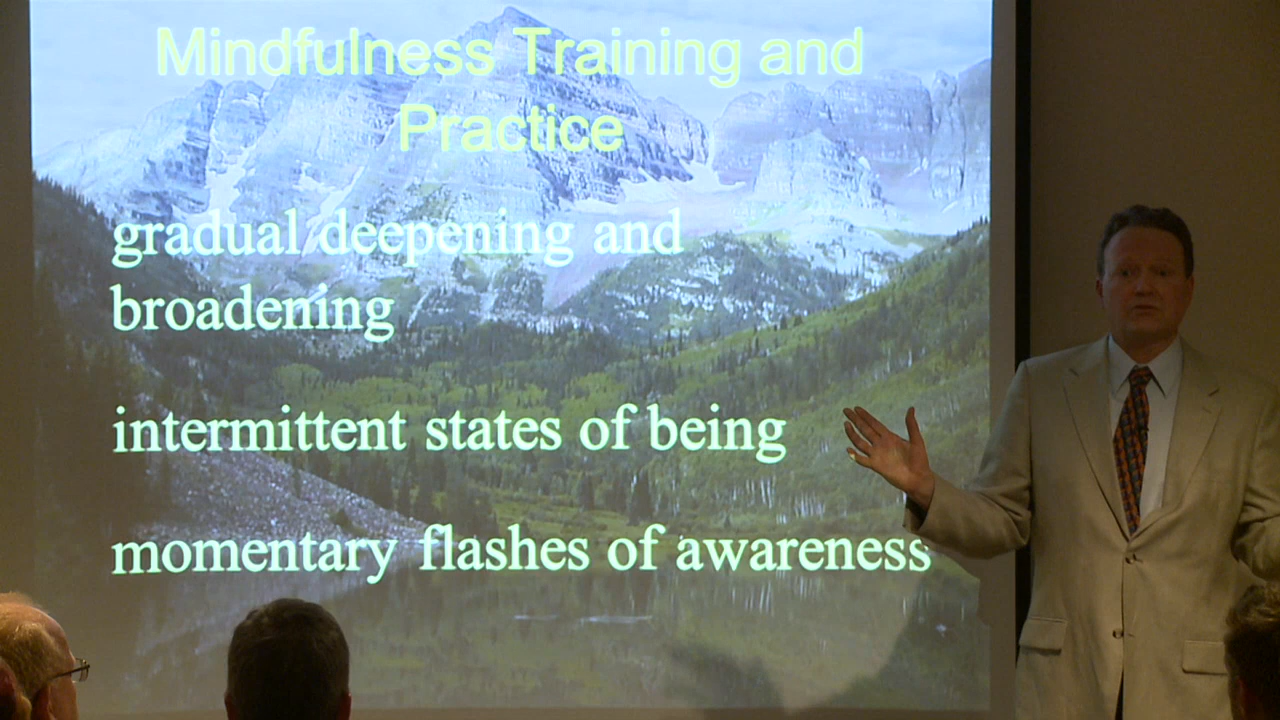 Mindfulness Training and
Practice
gradual deepening and
broadening
intermittent states of being
momentary flashes of awareness